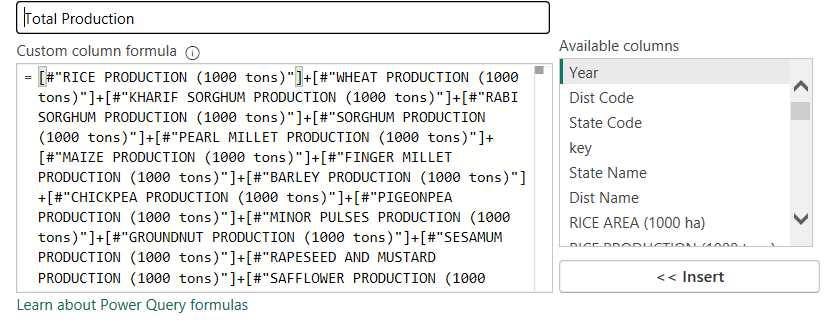 Total Production
Custom column formula
= [#"RICE PRODUCTION (1000 tons)"]+[#"WHEAT PRODUCTION (1000
tons)"]+[#"KHARIF SORGHUM PRODUCTION (1000 tons)"]+[#"RABI
SORGHUM PRODUCTION (1000 tons)"]+[#"SORGHUM PRODUCTION
(1000 tons)"]+[#"PEARL MILLET PRODUCTION (1000 tons)"]+
[#"MAIZE PRODUCTION (1000 tons)"]+[#"FINGER MILLET
PRODUCTION (1000 tons)"]+[#"BARLEY PRODUCTION (1000 tons)"]
+[#"CHICKPEA PRODUCTION (1000 tons)"]+[#"PIGEONPEA
PRODUCTION (1000 tons)"]+[#"MINOR PULSES PRODUCTION (1000
tons)"]+[#"GROUNDNUT PRODUCTION (1000 tons)"]+[#"SESAMUM
PRODUCTION (1000 tons)"]+[#"RAPESEED AND MUSTARD
PRODUCTION (1000 tons)"]+[#"SAFFLOWER PRODUCTION (1000
Learn about Power Query formulas
Available columns
Year
Dist Code
State Code
key
State Name
Dist Name
RICE AREA (1000 ha)
<< Insert